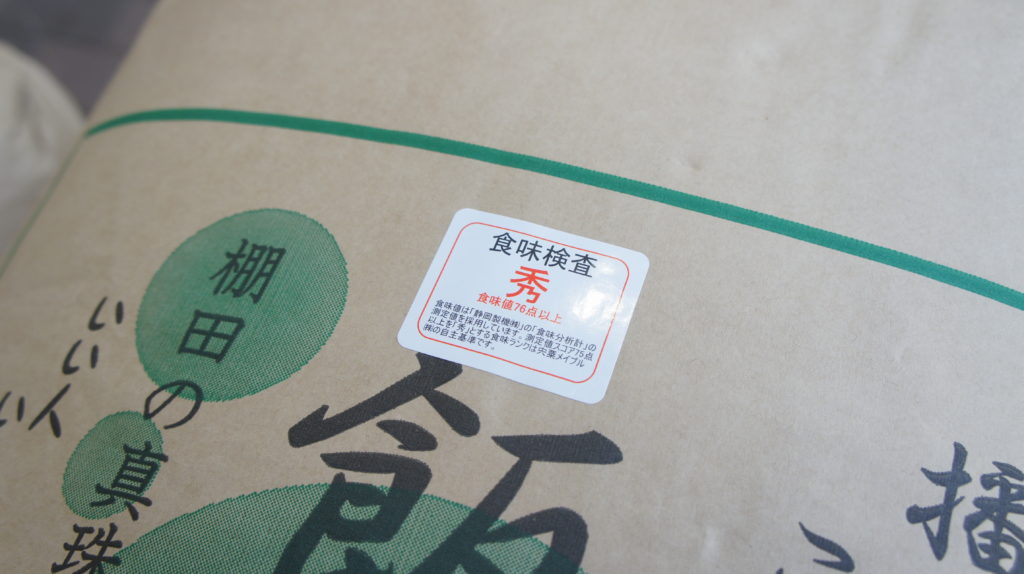 食味検査
秀
食味値76点以上
食味値は「静岡製機㈱」の「食味分析計」の
測定値を採用しています。測定値スコア75点
以上を「秀」とする食味ランクは宍粟メイプル
㈱の自主基準です。
播
飯
棚田の真珠
いい人
い